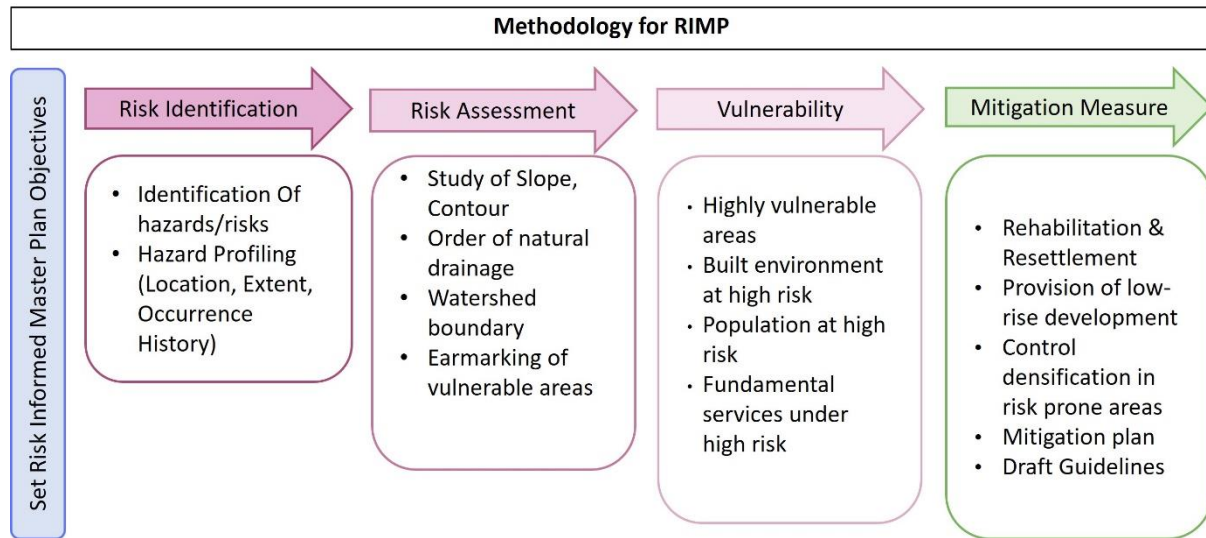 Methodology for RIMP
Set Risk Informed Master Plan Objectives
Risk Identification
• Identification Of
hazards/risks
• Hazard Profiling
(Location, Extent,
Occurrence
History)
Risk Assessment
• Study of Slope,
Contour
• Order of natural
drainage
• Watershed
boundary
• Earmarking of
vulnerable areas
Vulnerability
• Highly vulnerable
areas
• Built environment
at high risk
• Population at high
risk
• Fundamental
services under
high risk
Mitigation Measure
• Rehabilitation &
Resettlement
• Provision of low-
rise development
• Control
densification in
risk prone areas
• Mitigation plan
• Draft Guidelines